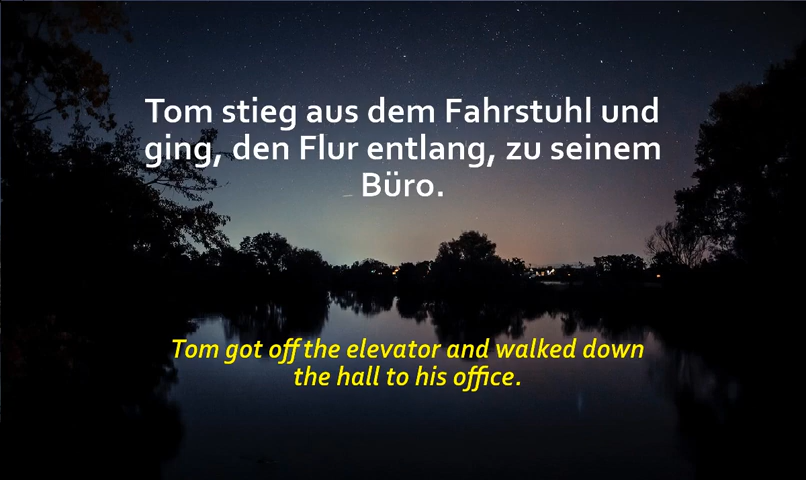 Tom stieg aus dem Fahrstuhl und
ging, den Flur entlang, zu seinem
Büro.
Tom got off the elevator and walked down
the hall to his office.